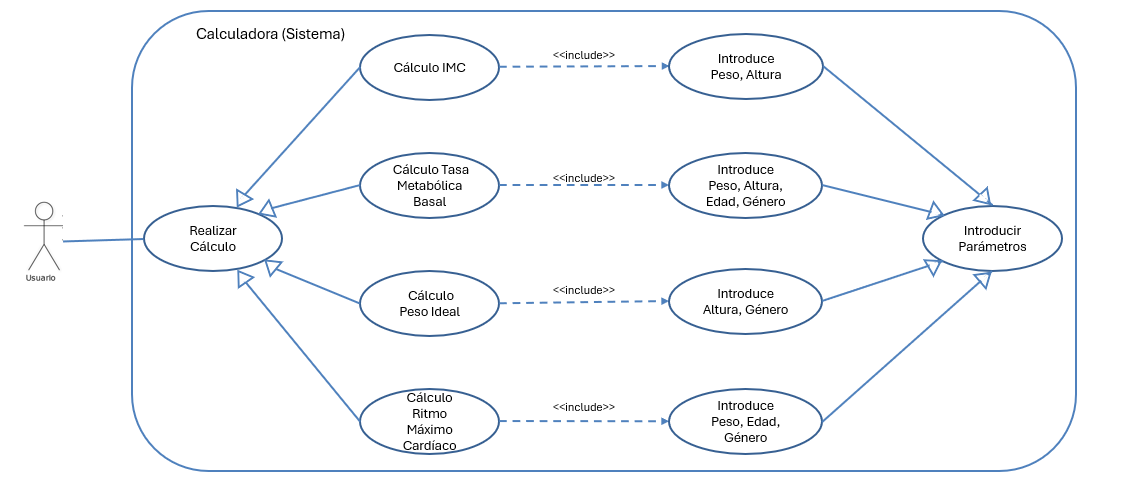 Calculadora (Sistema)
Cálculo IMC
<<include>>
Introduce
Peso, Altura
Cálculo Tasa
Metabólica
Basal
<<include>>
Introduce
Peso, Altura,
Edad, Género
Usuario
Realizar
Cálculo
Introducir
Parámetros
Cálculo
Peso Ideal
<<include>>
Introduce
Altura, Género
Cálculo
Ritmo
Máximo
Cardíaco
<<include>>
Introduce
Peso, Edad,
Género